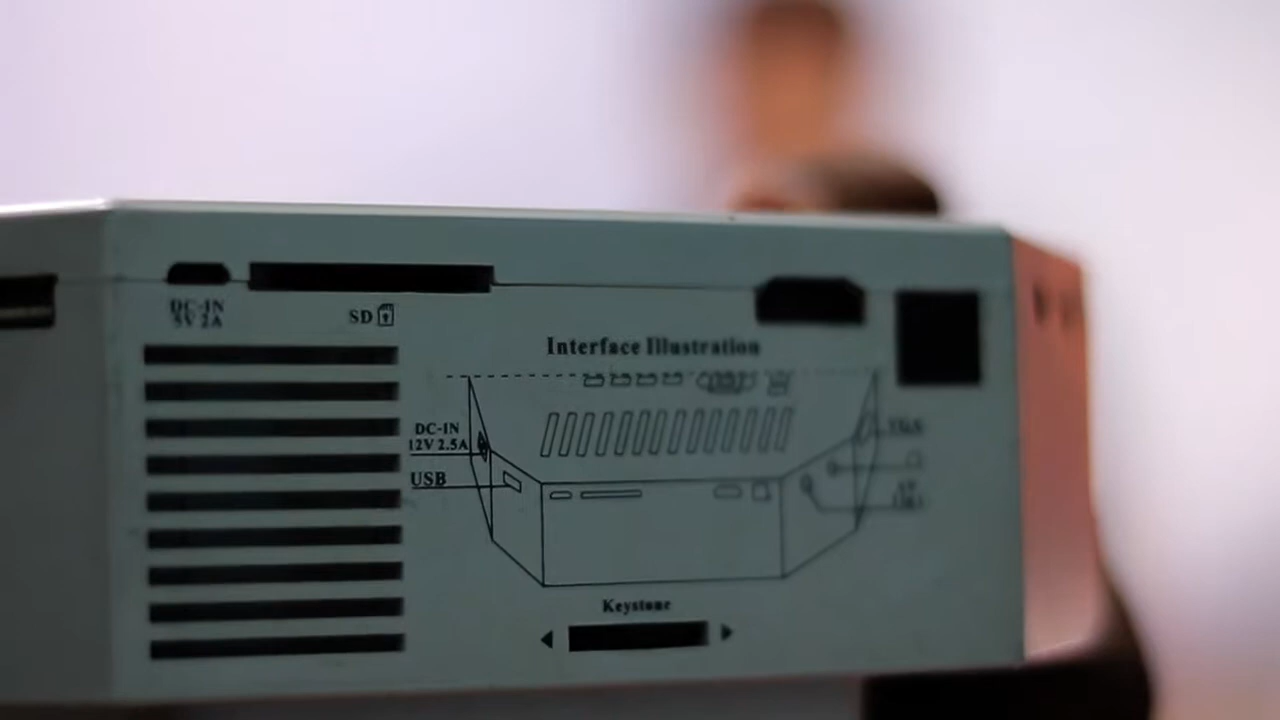 DC-IN
5V 2A
SD
Interface Illustration
DC-IN
12V 2.5A
USB
Keystone